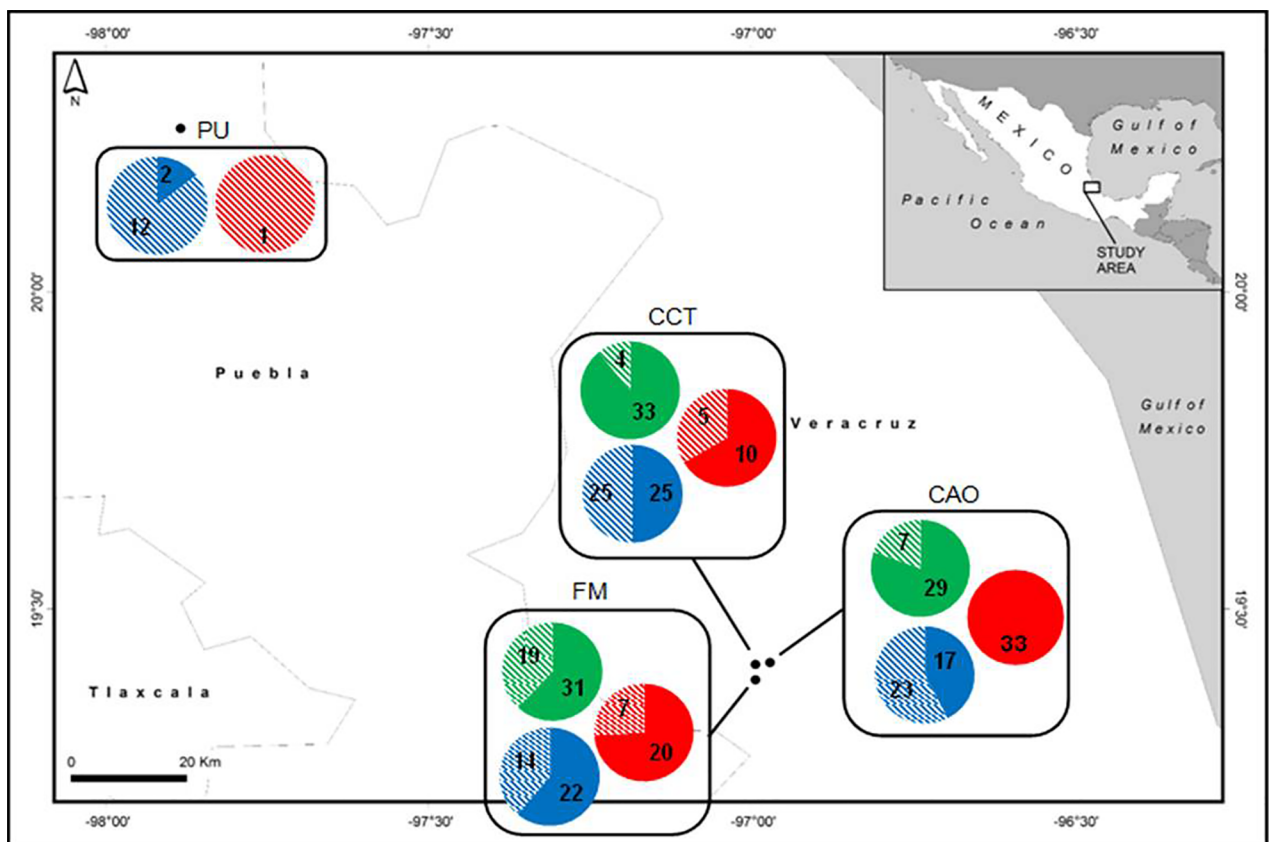 -98°00' -97°30' -97°00' -96°30'
N
PU
2
12
1
MEXICO
Gulf of
Mexico
Pacific
Ocean
STUDY
AREA
20°00' 20°00'
CCT
Puebla
4
33
5
10
Veracruz
Gulf of
Mexico
25 25
CAO
7
29
33
17
23
19°30' 19°30'
FM
19
31
7
20
14
22
Tlaxcala
0 20 Km
-98°00' -97°30' -97°00' -96°30'